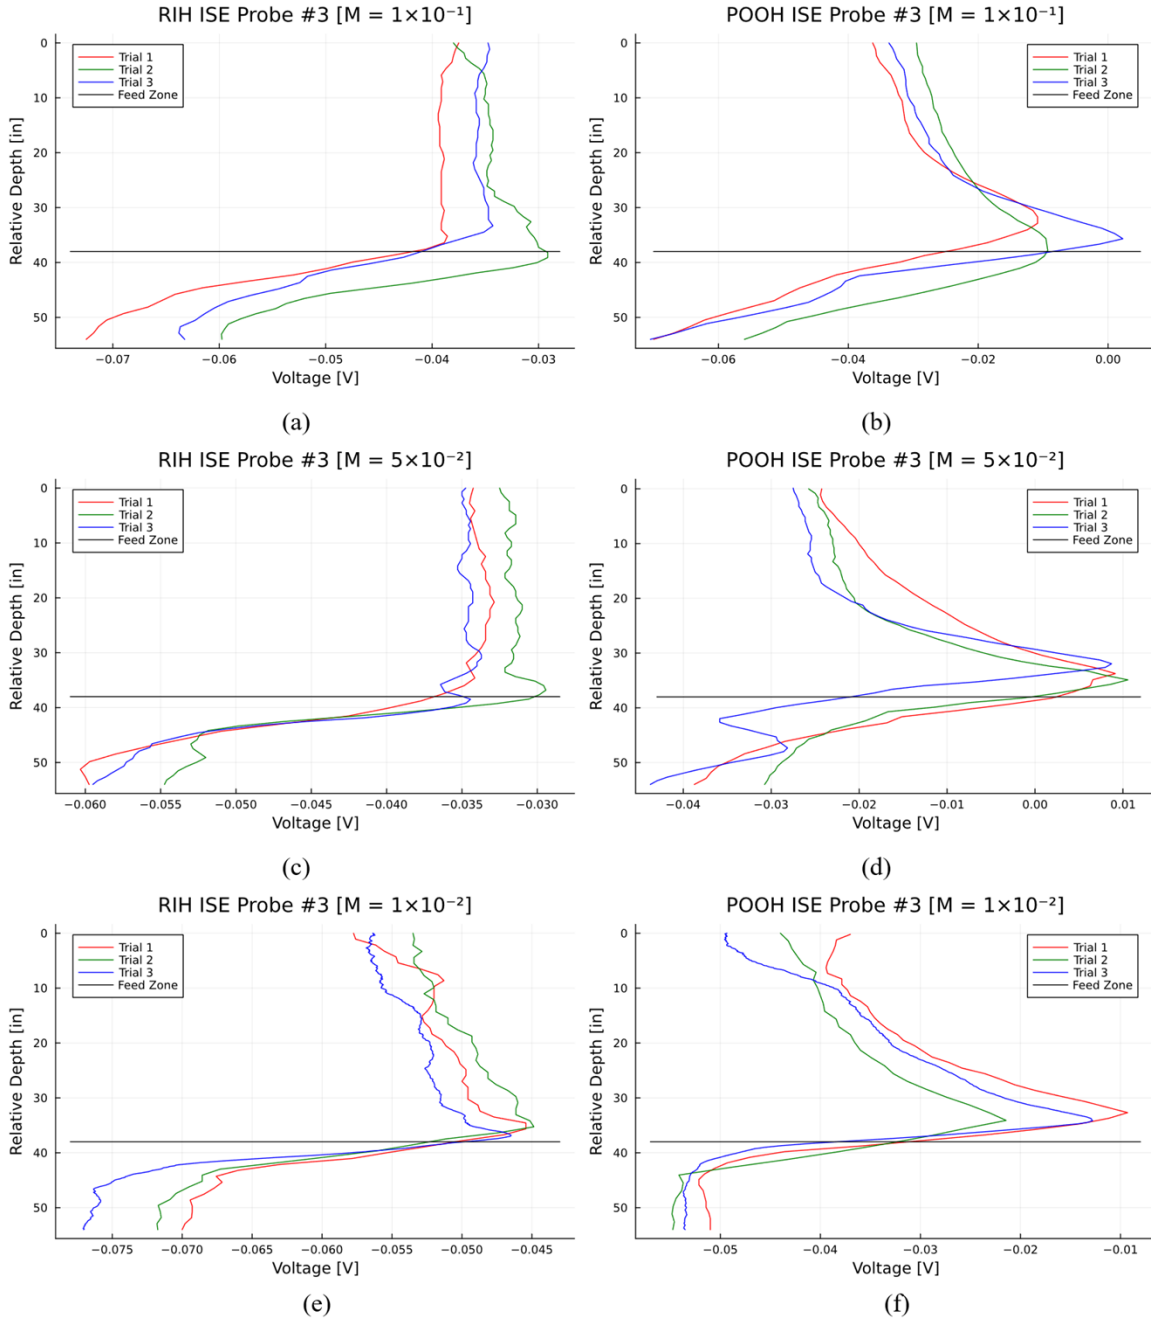 RIH ISE Probe #3 [M = 1×10⁻¹]
Relative Depth [in]
0
10
20
30
40
50
Trial 1
Trial 2
Trial 3
Feed Zone
−0.07 −0.06 −0.05 −0.04 −0.03
Voltage [V]
(a)
POOH ISE Probe #3 [M = 1×10⁻¹]
Relative Depth [in]
0
10
20
30
40
50
Trial 1
Trial 2
Trial 3
Feed Zone
−0.06 −0.04 −0.02 0.00
Voltage [V]
(b)
RIH ISE Probe #3 [M = 5×10⁻²]
Relative Depth [in]
0
10
20
30
40
50
Trial 1
Trial 2
Trial 3
Feed Zone
−0.060 −0.055 −0.050 −0.045 −0.040 −0.035 −0.030
Voltage [V]
(c)
POOH ISE Probe #3 [M = 5×10⁻²]
Relative Depth [in]
0
10
20
30
40
50
Trial 1
Trial 2
Trial 3
Feed Zone
−0.04 −0.03 −0.02 −0.01 0.00 0.01
Voltage [V]
(d)
RIH ISE Probe #3 [M = 1×10⁻²]
Relative Depth [in]
0
10
20
30
40
50
Trial 1
Trial 2
Trial 3
Feed Zone
−0.075 −0.070 −0.065 −0.060 −0.055 −0.050 −0.045
Voltage [V]
(e)
POOH ISE Probe #3 [M = 1×10⁻²]
Relative Depth [in]
0
10
20
30
40
50
Trial 1
Trial 2
Trial 3
Feed Zone
−0.05 −0.04 −0.03 −0.02 −0.01
Voltage [V]
(f)